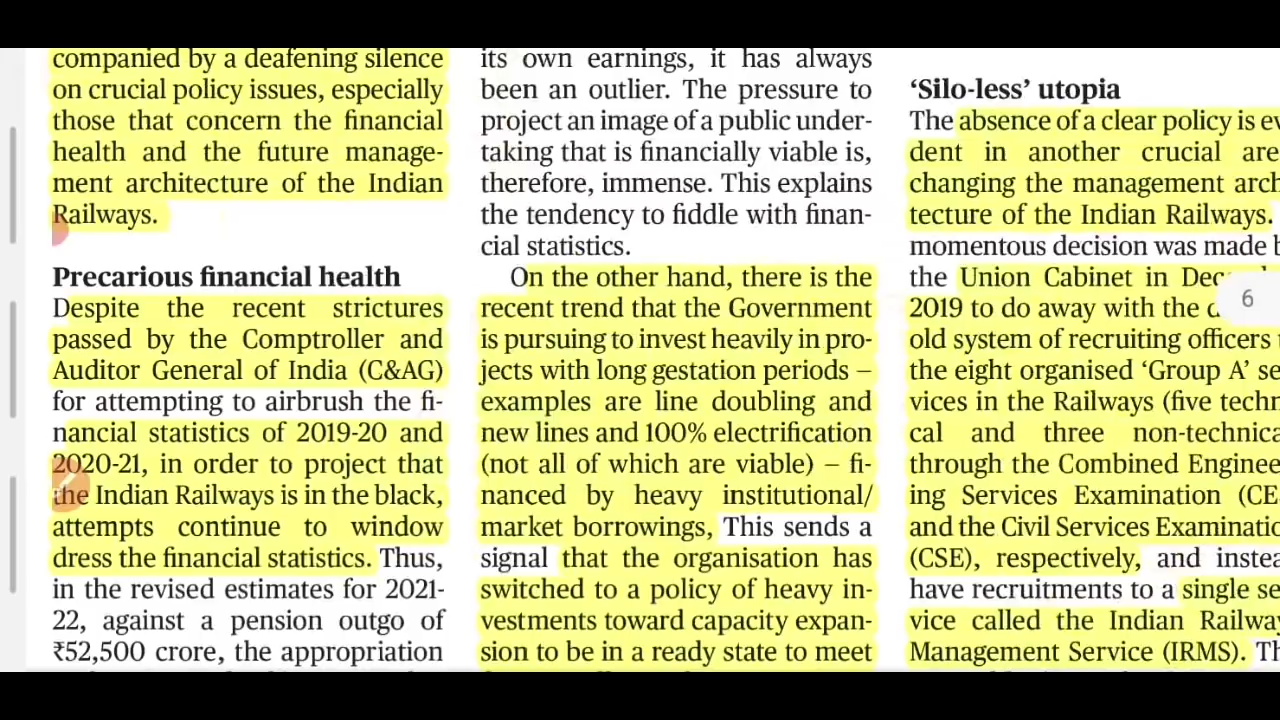 companied by a deafening silence
on crucial policy issues, especially
those that concern the financial
health and the future manage-
ment architecture of the Indian
Railways.
Precarious financial health
Despite the recent strictures
passed by the Comptroller and
Auditor General of India (C&AG)
for attempting to airbrush the fi-
nancial statistics of 2019-20 and
2020-21, in order to project that
the Indian Railways is in the black,
attempts continue to window
dress the financial statistics. Thus,
in the revised estimates for 2021-
22, against a pension outgo of
₹52,500 crore, the appropriation
its own earnings, it has always
been an outlier. The pressure to
project an image of a public under-
taking that is financially viable is,
therefore, immense. This explains
the tendency to fiddle with finan-
cial statistics.
On the other hand, there is the
recent trend that the Government
is pursuing to invest heavily in pro-
jects with long gestation periods –
examples are line doubling and
new lines and 100% electrification
(not all of which are viable) – fi-
nanced by heavy institutional/
market borrowings, This sends a
signal that the organisation has
switched to a policy of heavy in-
vestments toward capacity expan-
sion to be in a ready state to meet
‘Silo-less’ utopia
The absence of a clear policy is ev
dent in another crucial are
changing the management arch
tecture of the Indian Railways.
momentous decision was made b
the Union Cabinet in Dec
2019 to do away with the
old system of recruiting officers
the eight organised ‘Group A’ se
vices in the Railways (five techn
cal and three non-technica
through the Combined Enginee
ing Services Examination (CE
and the Civil Services Examinatio
(CSE), respectively, and instea
have recruitments to a single se
vice called the Indian Railway
Management Service (IRMS). Th
6